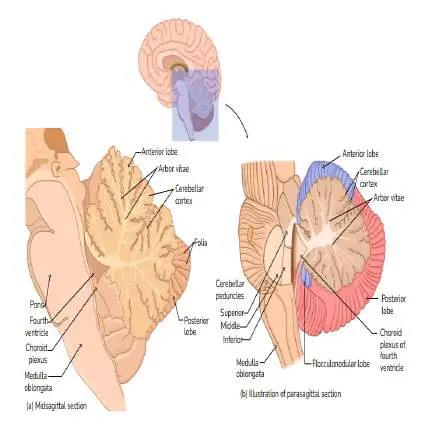 Anterior lobe
Arbor vitae
Cerebellar
cortex
Folia
Pons
Fourth
ventricle
Choroid
plexus
Medulla
oblongata
Posterior
lobe
(a) Midsagittal section
Anterior lobe
Cerebellar
cortex
Arbor vitae
Cerebellar
peduncies
Superior
Middle
Inferior
Medulla
oblongata
Posterior
lobe
Choroid
plexus of
fourth
ventricle
Flocculonodular lobe
(b) Illustration of parasagittal section